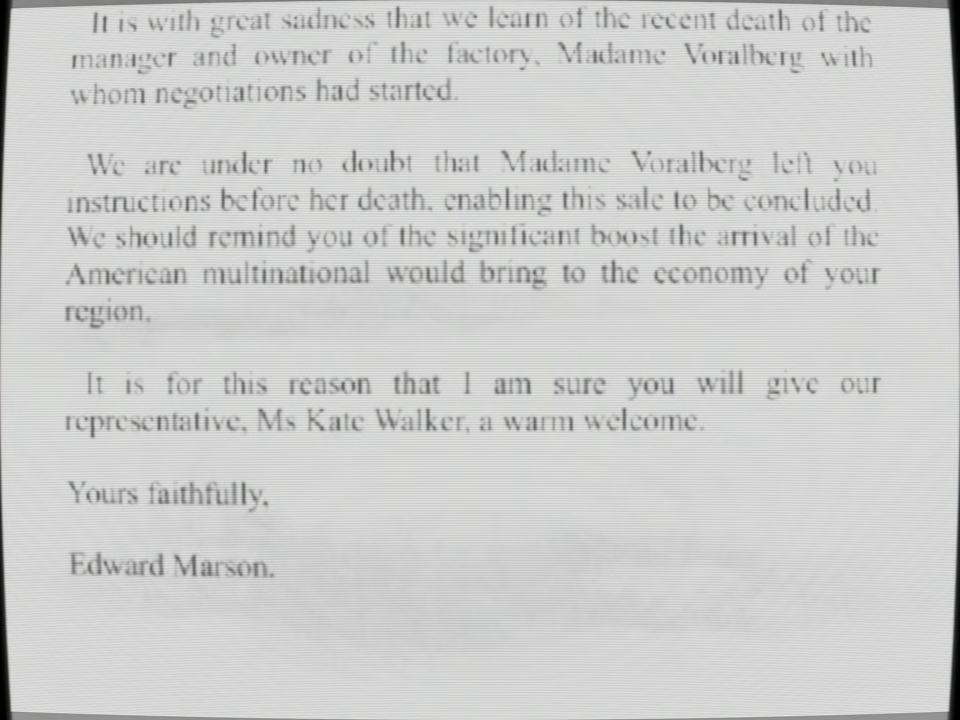 It is with great sadness that we learn of the recent death of the
manager and owner of the factory, Madame Voralberg with
whom negotiations had started.
We are under no doubt that Madame Voralberg left you
instructions before her death, enabling this sale to be concluded.
We should remind you of the significant boost the arrival of the
American multinational would bring to the economy of your
region.
It is for this reason that I am sure you will give our
representative, Ms Kate Walker, a warm welcome.
Yours faithfully,
Edward Marson.